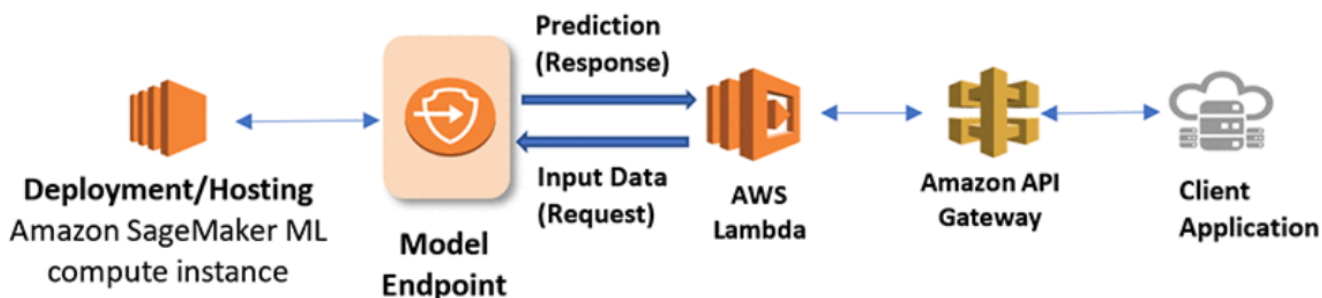 Deployment/Hosting
Amazon SageMaker ML
compute instance
Model
Endpoint
Prediction
(Response)
Input Data
(Request)
AWS
Lambda
Amazon API
Gateway
Client
Application